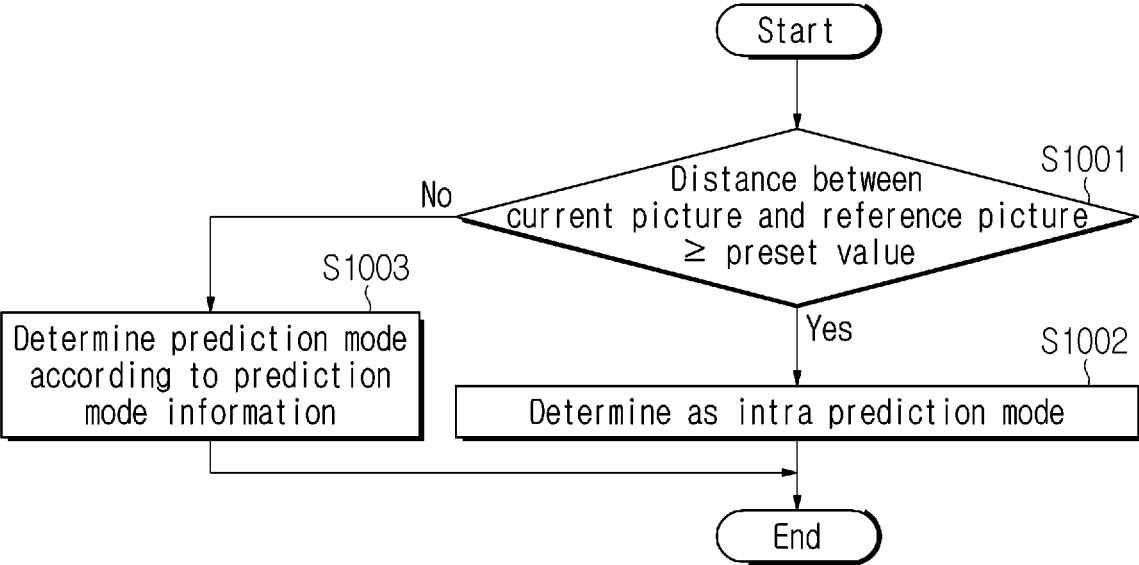 Start
S1001
Distance between
current picture and reference picture
≥ preset value
No
Yes
S1003
Determine prediction mode
according to prediction
mode information
S1002
Determine as intra prediction mode
End